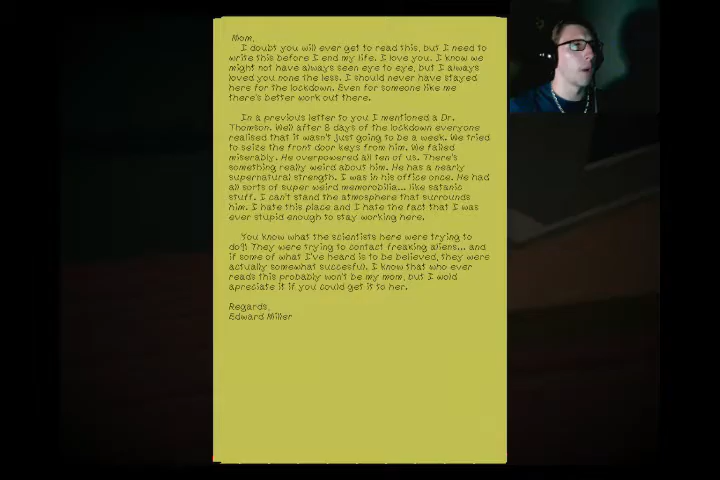 Mom,
I doubt you will ever get to read this, but I need to
write this before I end my life. I love you. I know we
might not have always seen eye to eye, but I always
loved you none the less. I should never have stayed
here for the lockdown. Even for someone like me
there's better work out there.
In a previous letter to you I mentioned a Dr.
Thomson. Well after 8 days of the lockdown everyone
realised that it wasn't just going to be a week. We tried
to seize the front door keys from him. We failed
miserably. He overpowered all ten of us. There's
something really weird about him. He has a nearly
supernatural strength. I was in his office once. He had
all sorts of super weird memorabilia... like satanic
stuff. I can't stand the atmosphere that surrounds
him. I hate this place and I hate the fact that I was
ever stupid enough to stay working here.
You know what the scientists here were trying to
do?! They were trying to contact freaking aliens... and
if some of what I've heard is to be believed, they were
actually somewhat succesful. I know that who ever
reads this probably won't be my mom, but I wold
apreciate it if you could get it to her.
Regards,
Edward Miller